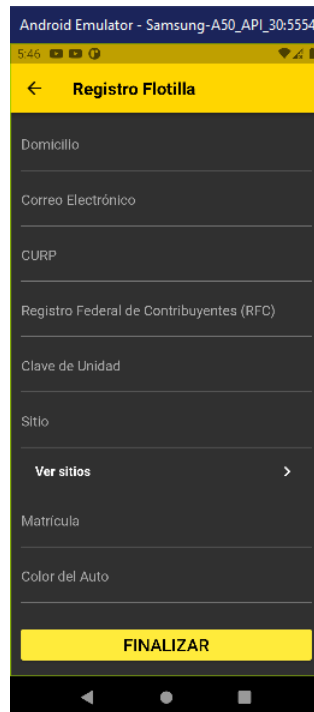 Android Emulator - Samsung-A50_API_30:5554
5:46
Registro Flotilla
Domicillo
Correo Electrónico
CURP
Registro Federal de Contribuyentes (RFC)
Clave de Unidad
Sitio
Ver sitios
Matrícula
Color del Auto
FINALIZAR